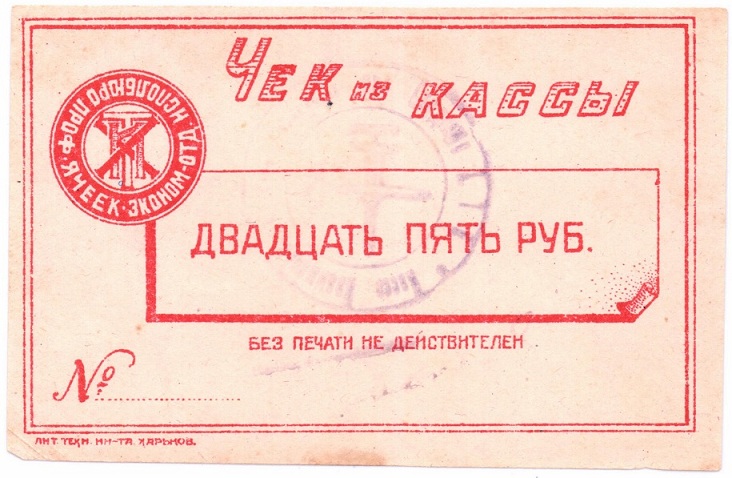 ЧЕК ИЗ КАССЫ
ИСПОЛБЮРО ПРОФ. ЯЧЕЕК · ЭКОНОМ-ОТД.
ДВАДЦАТЬ ПЯТЬ РУБ.
БЕЗ ПЕЧАТИ НЕ ДЕЙСТВИТЕЛЕН
№
ЛИТ. ТЕХН. ИН-ТА. ХАРЬКОВ.